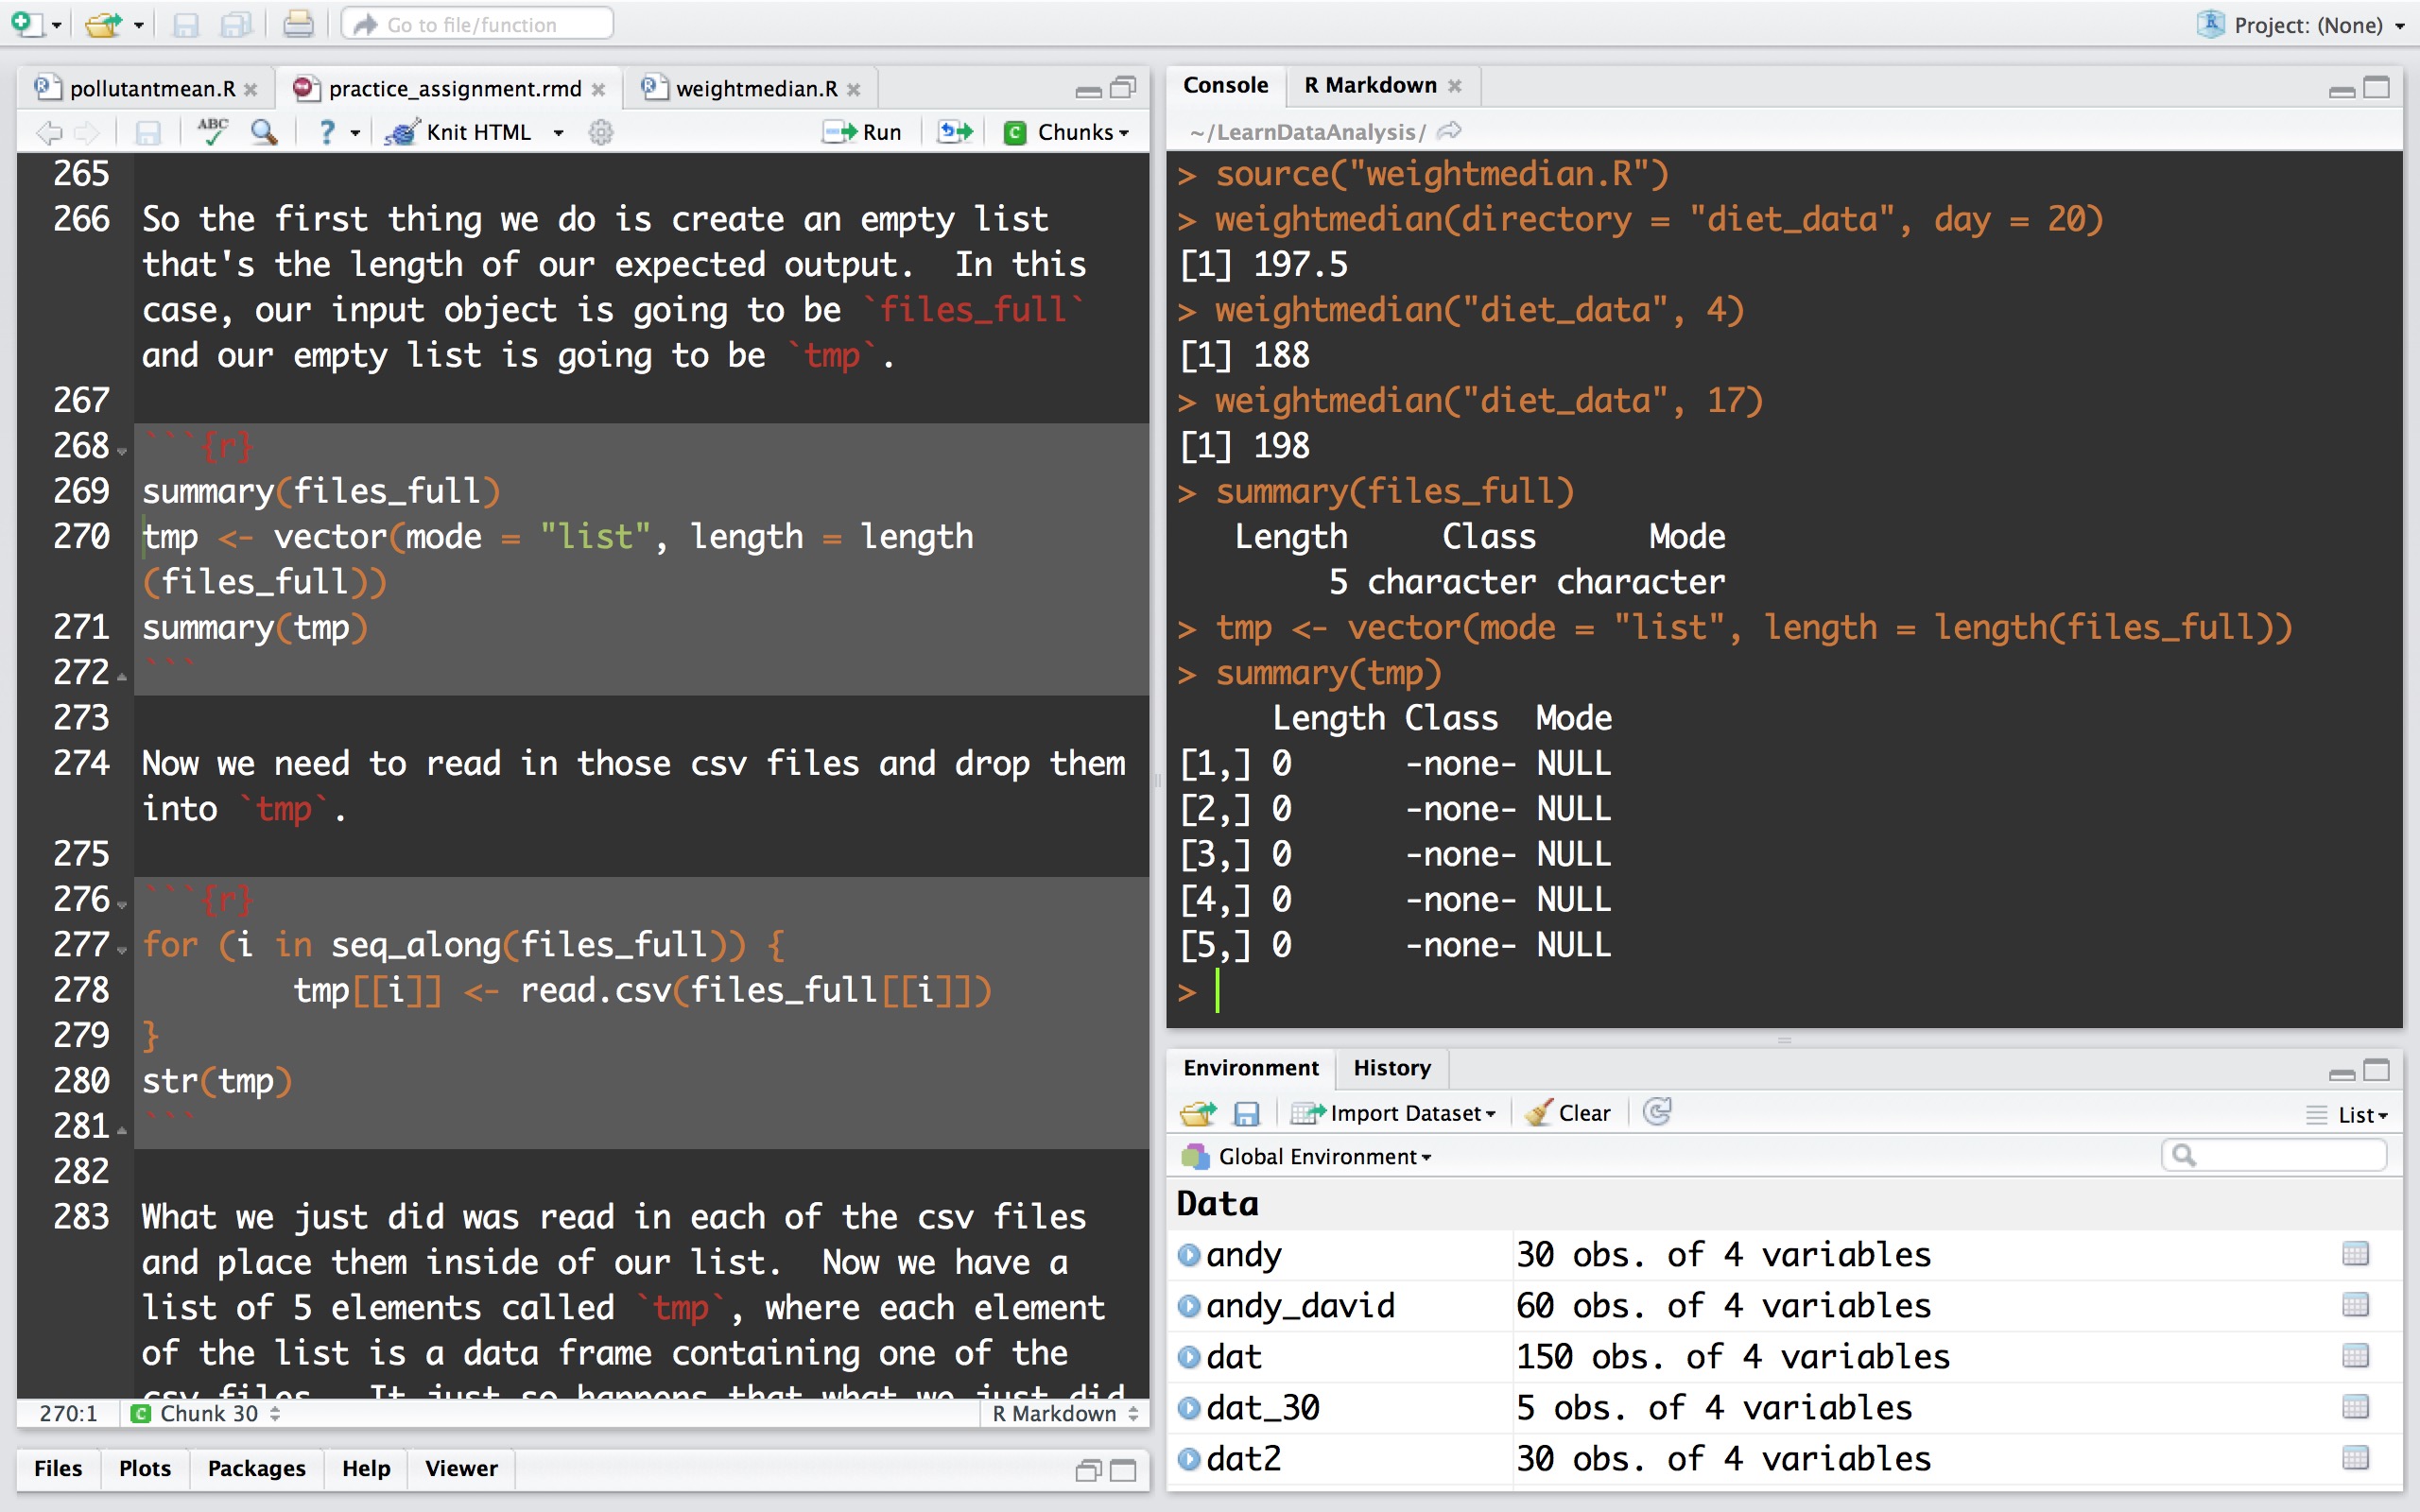 Go to file/function
Project: (None)
pollutantmean.R
practice_assignment.rmd
weightmedian.R
ABC
?
Knit HTML
Run
C
Chunks
265
266 So the first thing we do is create an empty list
that's the length of our expected output.  In this
case, our input object is going to be `files_full`
and our empty list is going to be `tmp`.
267
268 ```{r}
269 summary(files_full)
270 tmp <- vector(mode = "list", length = length
(files_full))
271 summary(tmp)
272 ```
273
274 Now we need to read in those csv files and drop them
into `tmp`.
275
276 ```{r}
277 for (i in seq_along(files_full)) {
278         tmp[[i]] <- read.csv(files_full[[i]])
279 }
280 str(tmp)
281 ```
282
283 What we just did was read in each of the csv files
and place them inside of our list.  Now we have a
list of 5 elements called `tmp`, where each element
of the list is a data frame containing one of the
csv files.  It just so happens that what we just did
270:1
C
Chunk 30
R Markdown
Files
Plots
Packages
Help
Viewer
Console
R Markdown
~/LearnDataAnalysis/
> source("weightmedian.R")
> weightmedian(directory = "diet_data", day = 20)
[1] 197.5
> weightmedian("diet_data", 4)
[1] 188
> weightmedian("diet_data", 17)
[1] 198
> summary(files_full)
   Length     Class      Mode
        5 character character
> tmp <- vector(mode = "list", length = length(files_full))
> summary(tmp)
     Length Class  Mode
[1,] 0      -none- NULL
[2,] 0      -none- NULL
[3,] 0      -none- NULL
[4,] 0      -none- NULL
[5,] 0      -none- NULL
>
Environment
History
Import Dataset
Clear
List
Global Environment
Data
andy 30 obs. of 4 variables
andy_david 60 obs. of 4 variables
dat 150 obs. of 4 variables
dat_30 5 obs. of 4 variables
dat2 30 obs. of 4 variables